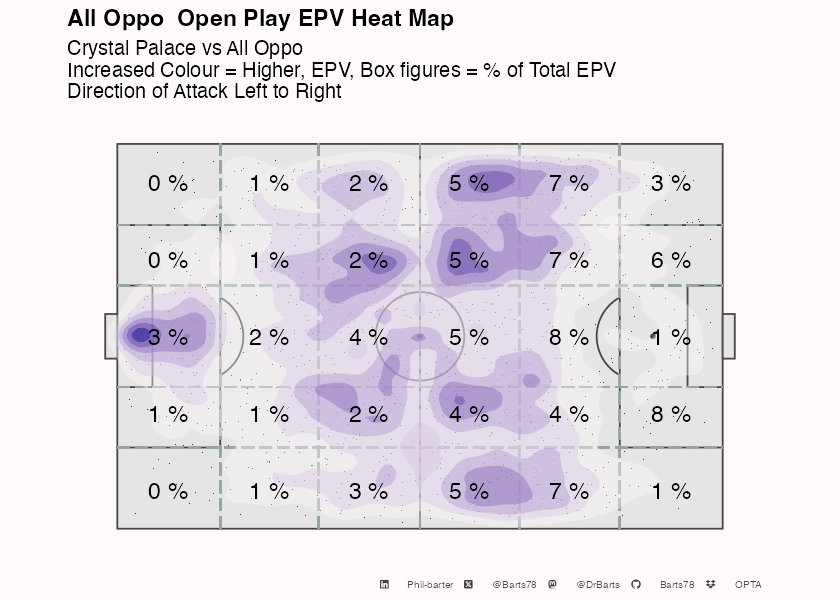 All Oppo  Open Play EPV Heat Map
Crystal Palace vs All Oppo
Increased Colour = Higher, EPV, Box figures = % of Total EPV
Direction of Attack Left to Right
0 % 1 % 2 % 5 % 7 % 3 %
0 % 1 % 2 % 5 % 7 % 6 %
3 % 2 % 4 % 5 % 8 % 1 %
1 % 1 % 2 % 4 % 4 % 8 %
0 % 1 % 3 % 5 % 7 % 1 %
Phil-barter @Barts78 @DrBarts Barts78 OPTA